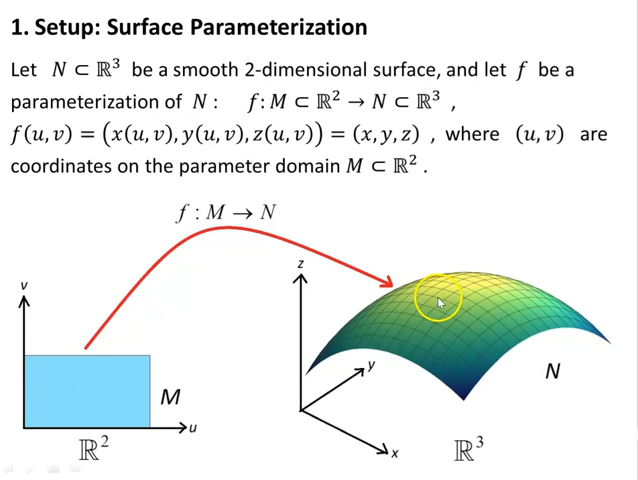 1. Setup: Surface Parameterization
Let N ⊂ ℝ³ be a smooth 2-dimensional surface, and let f be a
parameterization of N : f: M ⊂ ℝ² → N ⊂ ℝ³ ,
f(u, v) = (x(u, v), y(u, v), z(u, v)) = (x, y, z) , where (u, v) are
coordinates on the parameter domain M ⊂ ℝ² .
f : M → N
v
z
y
N
M
u
x
ℝ²
ℝ³